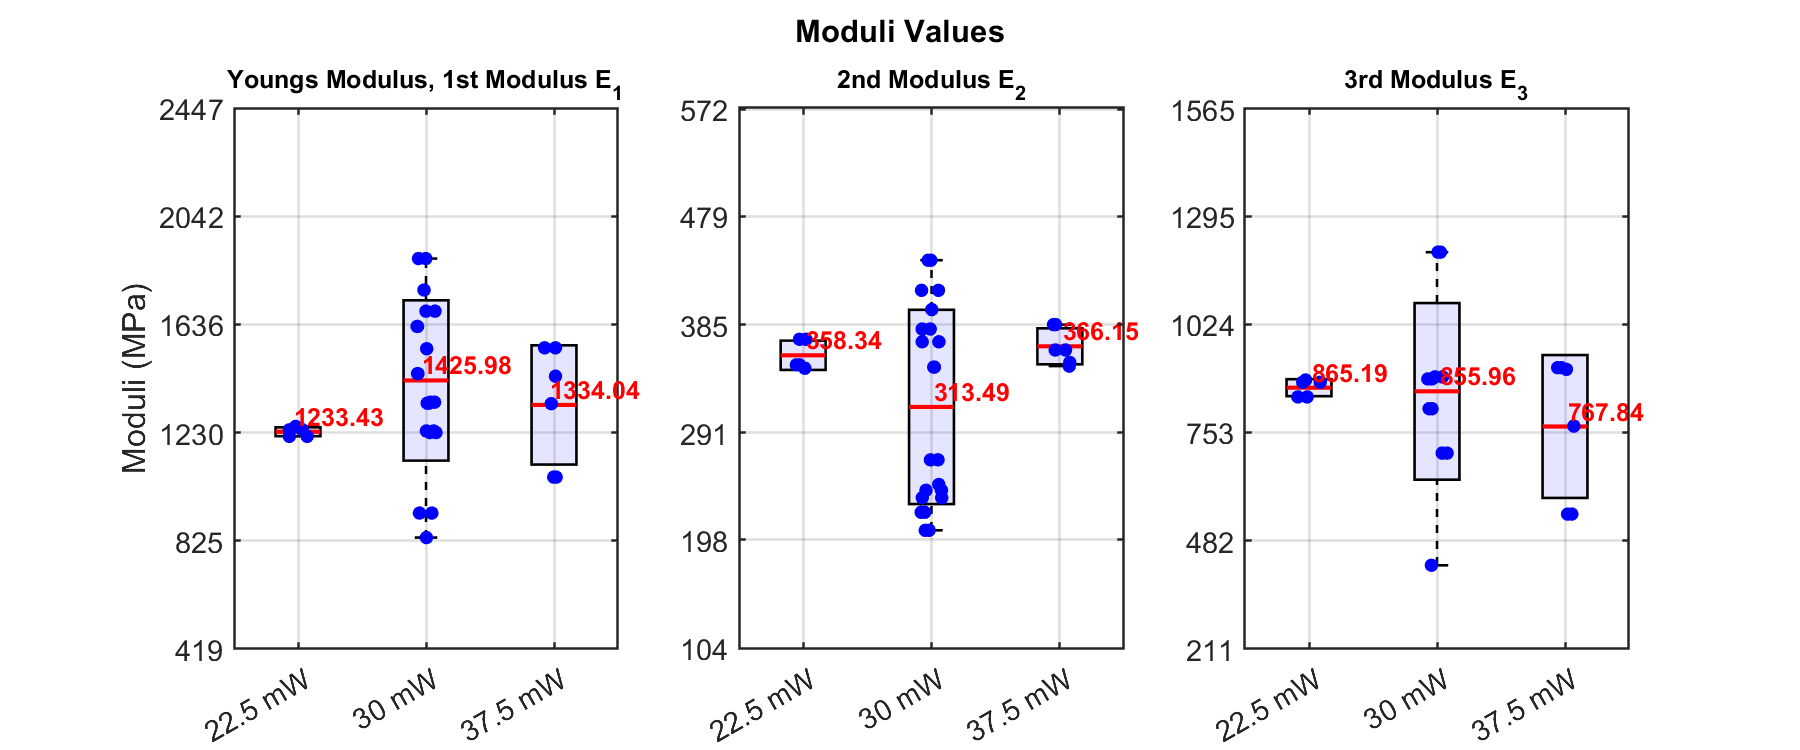 Moduli Values
Youngs Modulus, 1st Modulus E1
2447
2042
1636
1230
825
419
Moduli (MPa)
1233.43
1425.98
1334.04
22.5 mW
30 mW
37.5 mW
2nd Modulus E2
572
479
385
291
198
104
358.34
313.49
366.15
22.5 mW
30 mW
37.5 mW
3rd Modulus E3
1565
1295
1024
753
482
211
865.19
855.96
767.84
22.5 mW
30 mW
37.5 mW